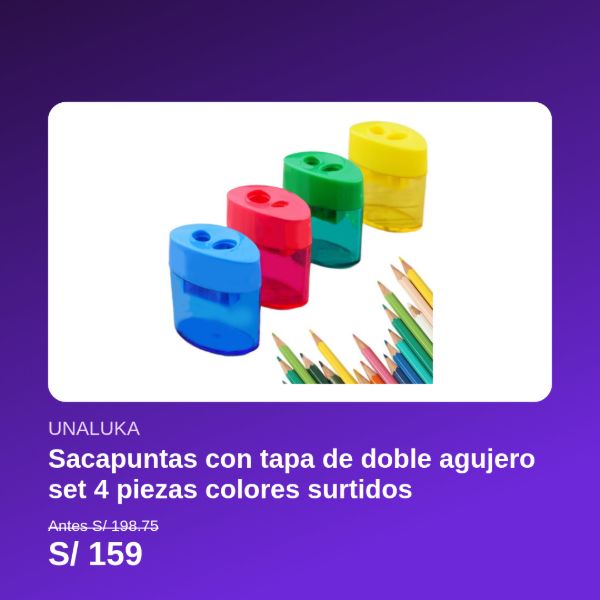 UNALUKA
Sacapuntas con tapa de doble agujero
set 4 piezas colores surtidos
Antes S/ 198.75
S/ 159